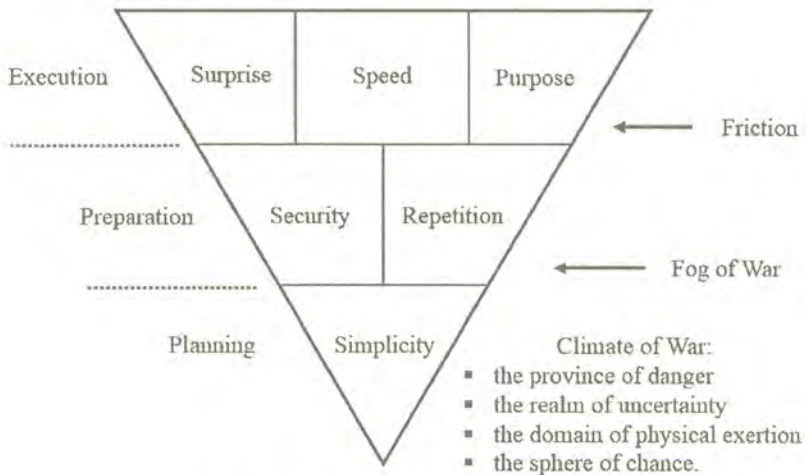 Execution
Surprise
Speed
Purpose
Friction
Preparation
Security
Repetition
Fog of War
Planning
Simplicity
Climate of War:
▪ the province of danger
▪ the realm of uncertainty
▪ the domain of physical exertion
▪ the sphere of chance.